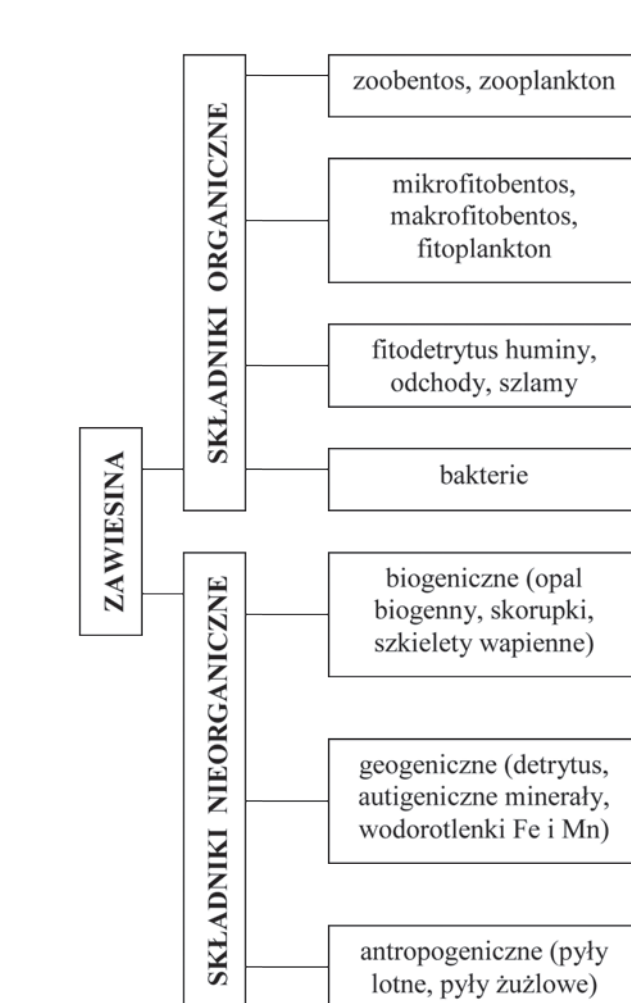 ZAWIESINA
SKŁADNIKI ORGANICZNE
zoobentos, zooplankton
mikrofitobentos,
makrofitobentos,
fitoplankton
fitodetrytus huminy,
odchody, szlamy
bakterie
SKŁADNIKI NIEORGANICZNE
biogeniczne (opal
biogenny, skorupki,
szkielety wapienne)
geogeniczne (detrytus,
autigeniczne minerały,
wodorotlenki Fe i Mn)
antropogeniczne (pyły
lotne, pyły żużlowe)